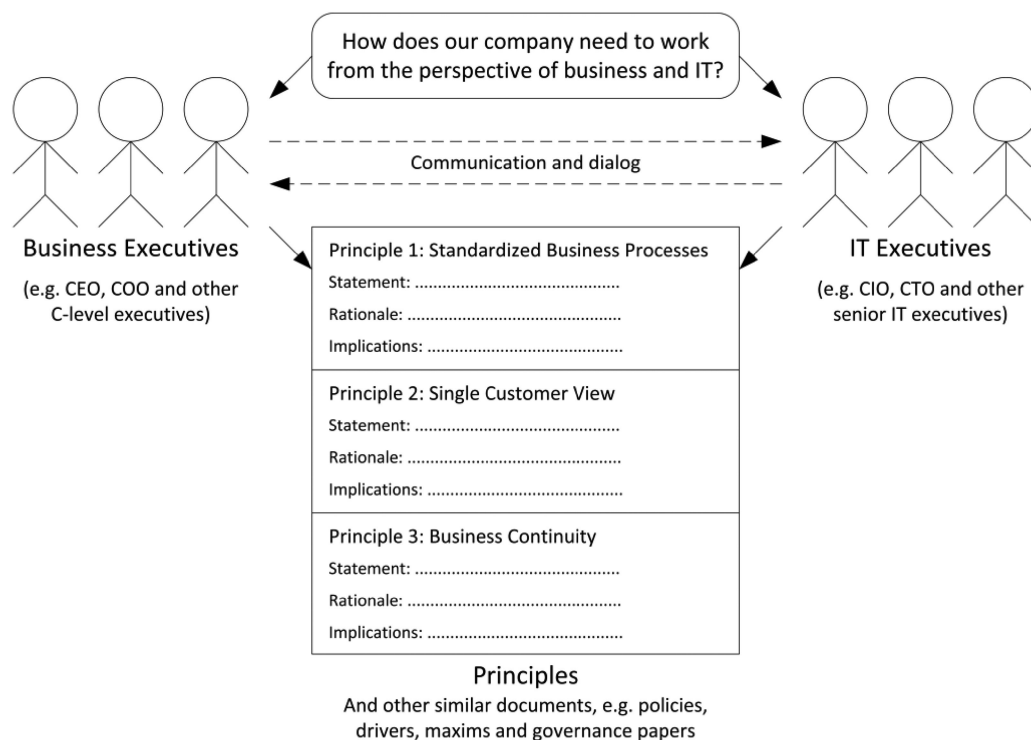 How does our company need to work
from the perspective of business and IT?
Communication and dialog
Business Executives
(e.g. CEO, COO and other
C-level executives)
IT Executives
(e.g. CIO, CTO and other
senior IT executives)
Principle 1: Standardized Business Processes
Statement: .............................................
Rationale: ...............................................
Implications: ...........................................
Principle 2: Single Customer View
Statement: .............................................
Rationale: ...............................................
Implications: ...........................................
Principle 3: Business Continuity
Statement: .............................................
Rationale: ...............................................
Implications: ...........................................
Principles
And other similar documents, e.g. policies,
drivers, maxims and governance papers